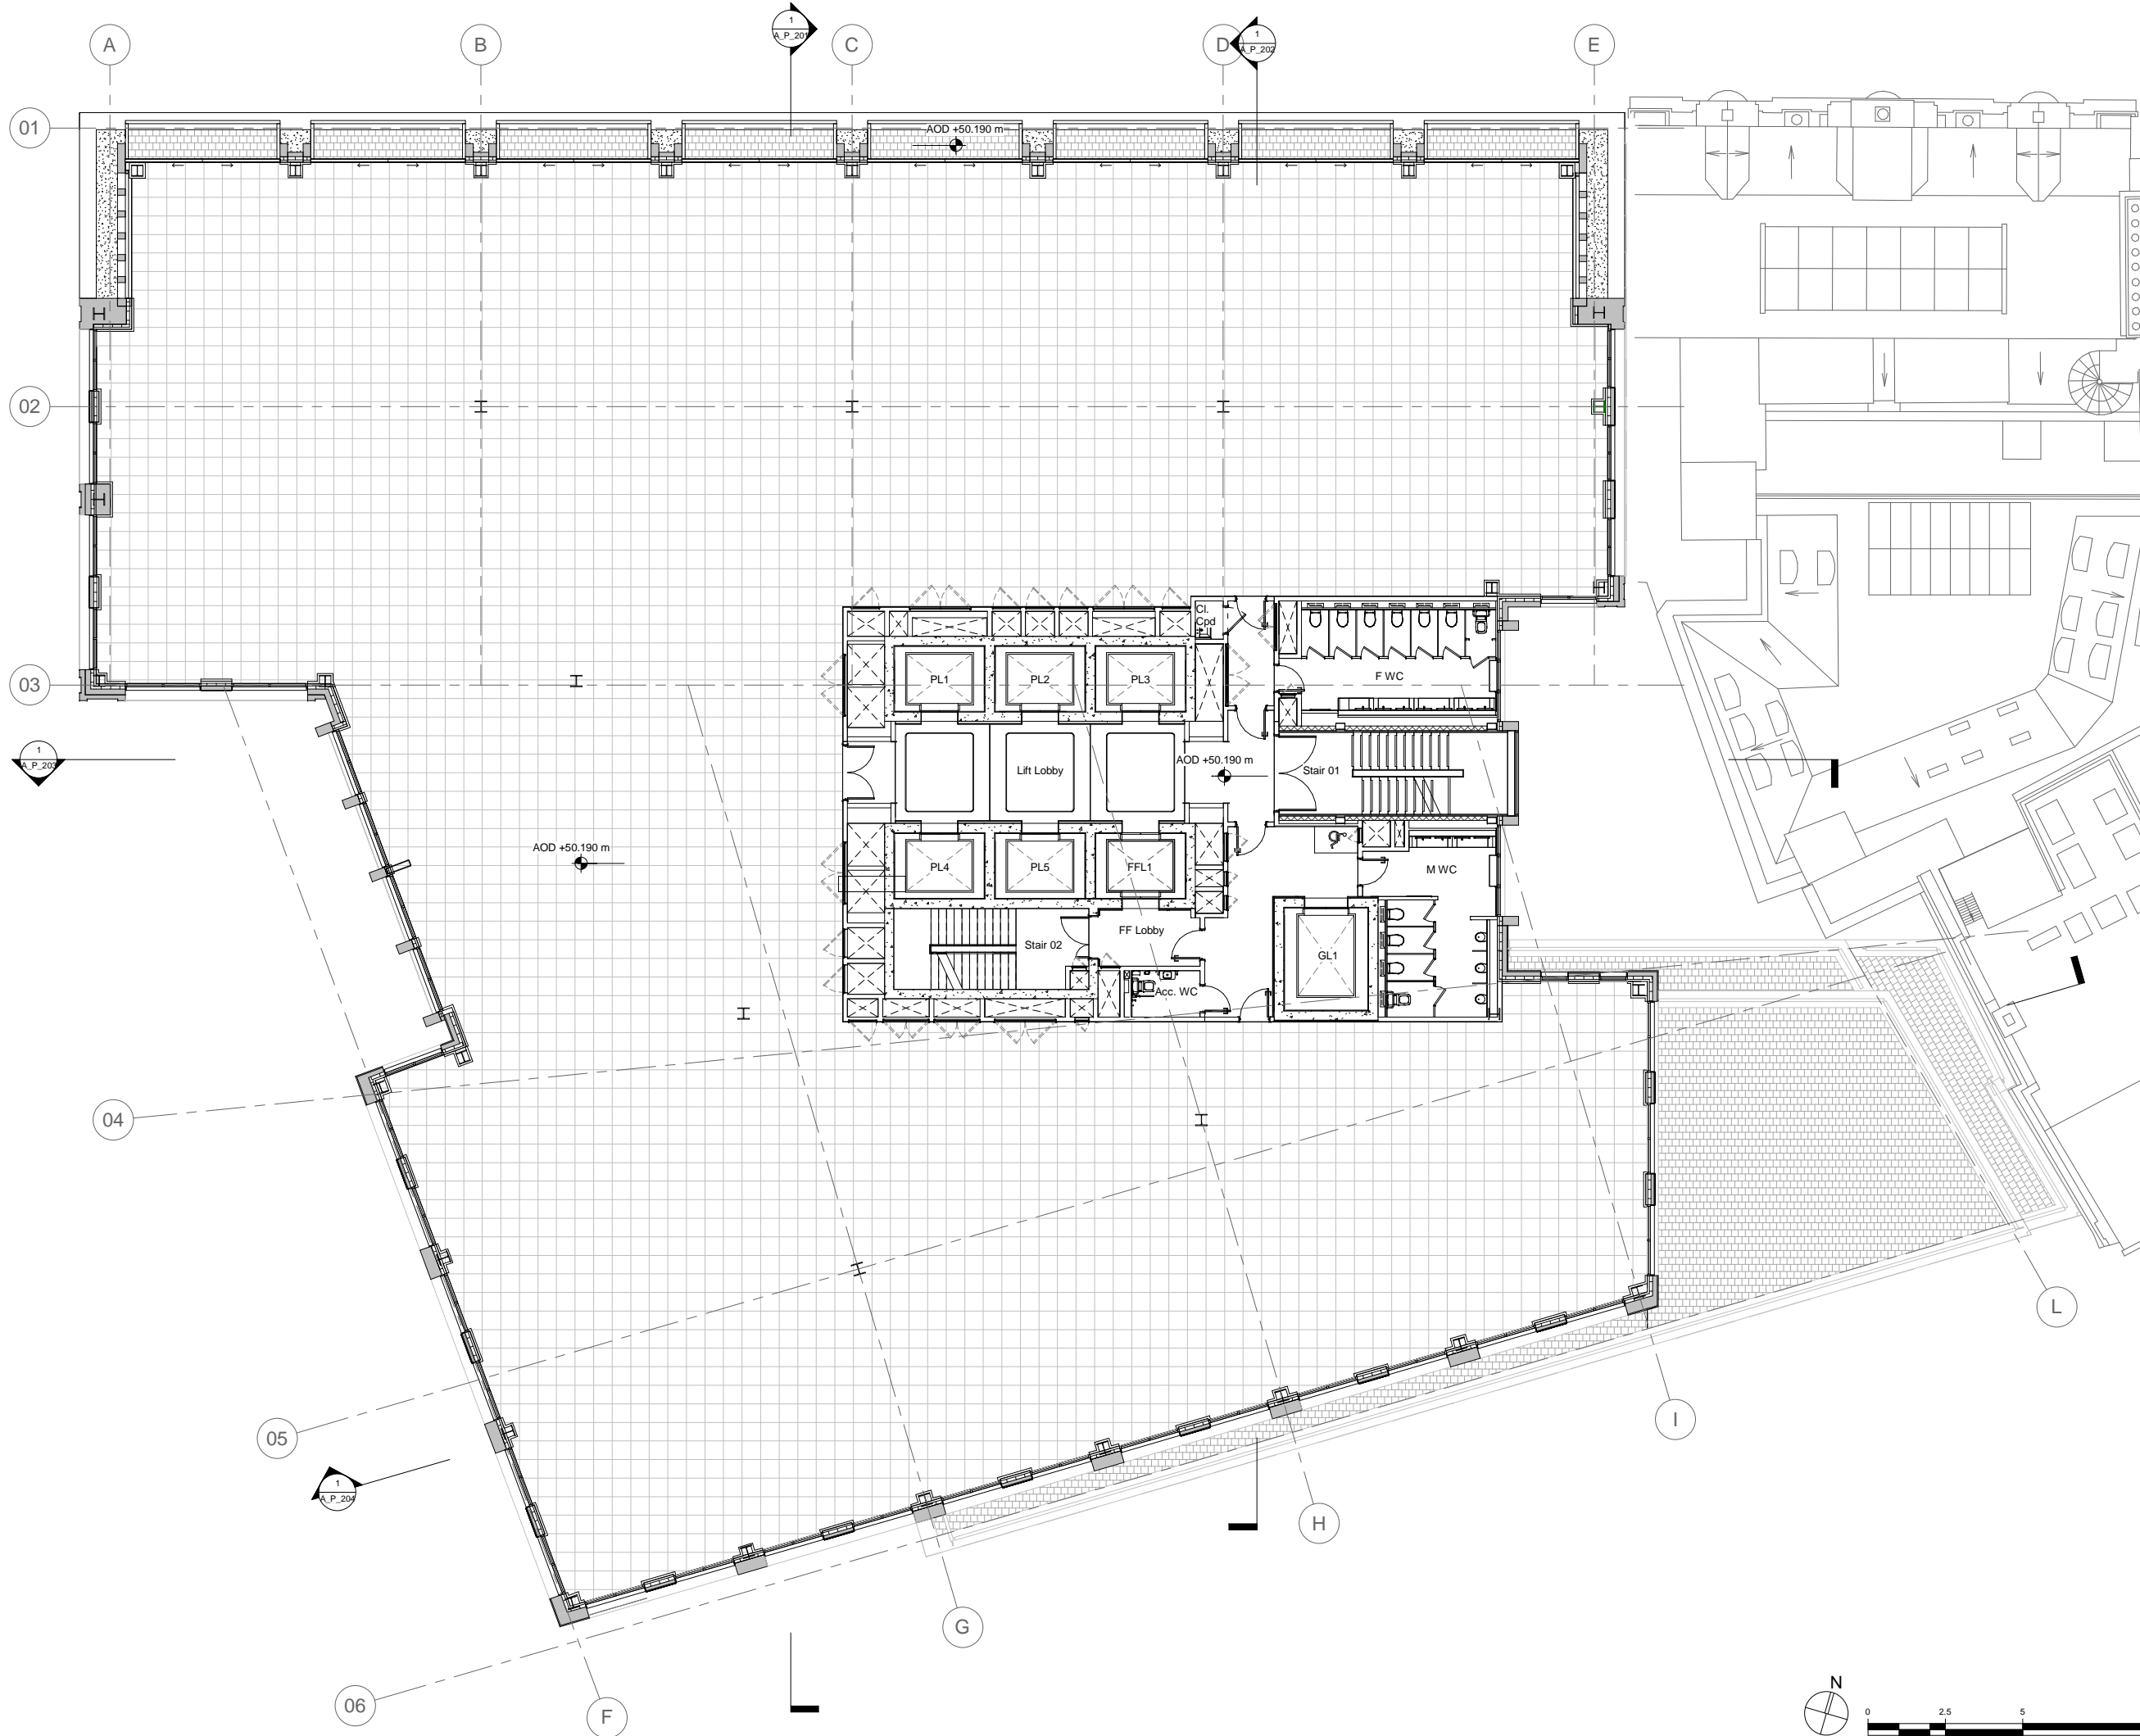 A
B
1
A_P_201
C
D
1
A_P_202
E
01
AOD +50.190 m
02
Cl.
Cpd
03
PL1
PL2
PL3
F WC
1
A_P_203
Lift Lobby
AOD +50.190 m
Stair 01
AOD +50.190 m
PL4
PL5
FFL1
M WC
Stair 02
FF Lobby
GL1
Acc. WC
04
L
I
05
1
A_P_204
H
G
06
F
N
0
2.5
5